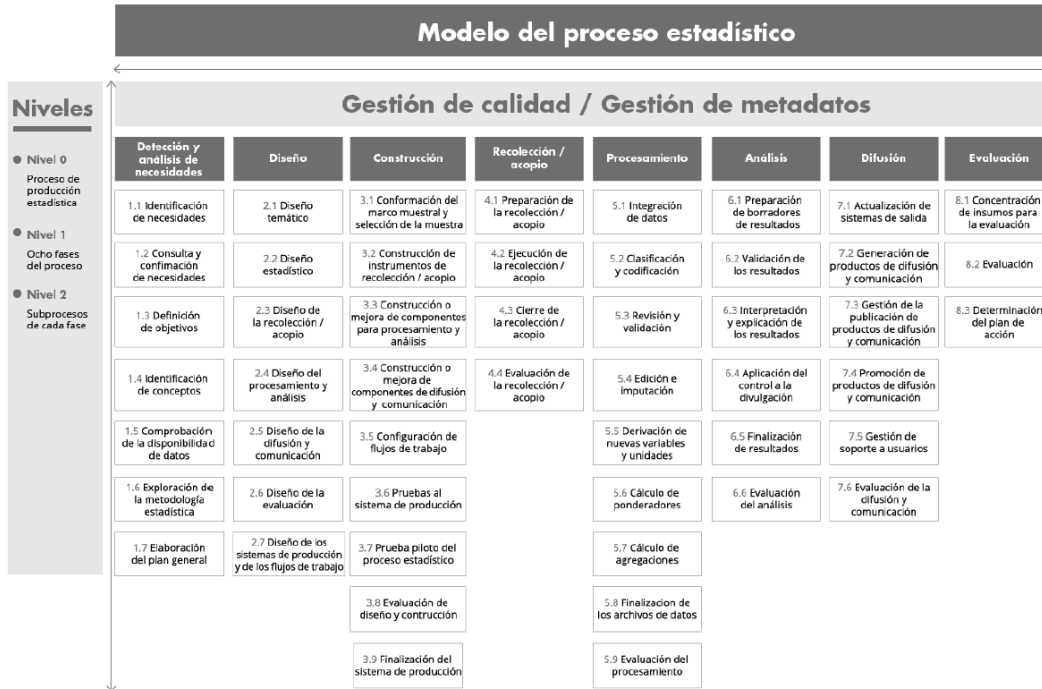 Modelo del proceso estadístico
Niveles
Nivel 0
Proceso de
producción
estadística
Nivel 1
Ocho fases
del proceso
Nivel 2
Subprocesos
de cada fase
Gestión de calidad / Gestión de metadatos
Detección y
análisis de
necesidades
1.1 Identificación
de necesidades
1.2 Consulta y
confimación
de necesidades
1.3 Definición
de objetivos
1.4 Identificación
de conceptos
1.5 Comprobación
de la disponibilidad
de datos
1.6 Exploración de
la metodología
estadística
1.7 Elaboración
del plan general
Diseño
2.1 Diseño
temático
2.2 Diseño
estadístico
2.3 Diseño de
la recolección /
acopio
2.4 Diseño del
procesamiento y
análisis
2.5 Diseño de la
difusión y
comunicación
2.6 Diseño de la
evaluación
2.7 Diseño de los
sistemas de producción
y de los flujos de trabajo
Construcción
3.1 Conformación del
marco muestral y
selección de la muestra
3.2 Construcción de
instrumentos de
recolección / acopio
3.3 Construcción o
mejora de componentes
para procesamiento y
análisis
3.4 Construcción o
mejora de
componentes de difusión
y comunicación
3.5 Configuración de
flujos de trabajo
3.6 Pruebas al
sistema de producción
3.7 Prueba piloto del
proceso estadístico
3.8 Evaluación de
diseño y contrucción
3.9 Finalización del
sistema de producción
Recolección /
acopio
4.1 Preparación de
la recolección /
acopio
4.2 Ejecución de
la recolección /
acopio
4.3 Cierre de
la recolección /
acopio
4.4 Evaluación de
la recolección /
acopio
Procesamiento
5.1 Integración
de datos
5.2 Clasificación
y codificación
5.3 Revisión y
validación
5.4 Edición e
imputación
5.5 Derivación de
nuevas variables
y unidades
5.6 Cálculo de
ponderadores
5.7 Cálculo de
agregaciones
5.8 Finalizacion de
los archivos de datos
5.9 Evaluación del
procesamiento
Análisis
6.1 Preparación
de borradores
de resultados
6.2 Validación de
los resultados
6.3 Interpretación
y explicación de
los resultados
6.4 Aplicación del
control a la
divulgación
6.5 Finalización
de resultados
6.6 Evaluación
del análisis
Difusión
7.1 Actualización de
sistemas de salida
7.2 Generación de
productos de difusión
y comunicación
7.3 Gestión de la
publicación de
productos de difusión
y comunicación
7.4 Promoción de
productos de difusión
y comunicación
7.5 Gestión de
soporte a usuarios
7.6 Evaluación de la
difusión y
comunicación
Evaluación
8.1 Concentración
de insumos para
la evaluación
8.2 Evaluación
8.3 Determinación
del plan de
acción